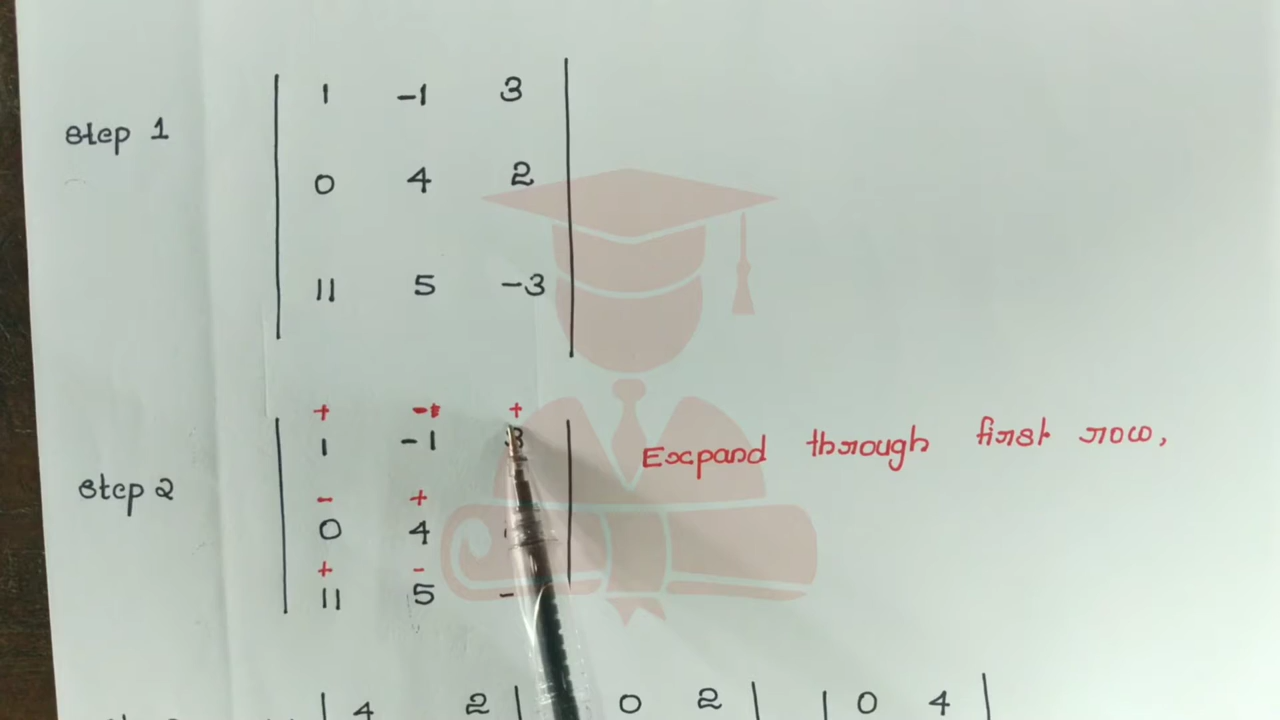 1 -1 3
Step 1
0 4 2
11 5 -3
+ - +
1 -1 3
Expand through first row,
Step 2
- +
0 4
+ -
11 5 -
4 2 0 2 0 4